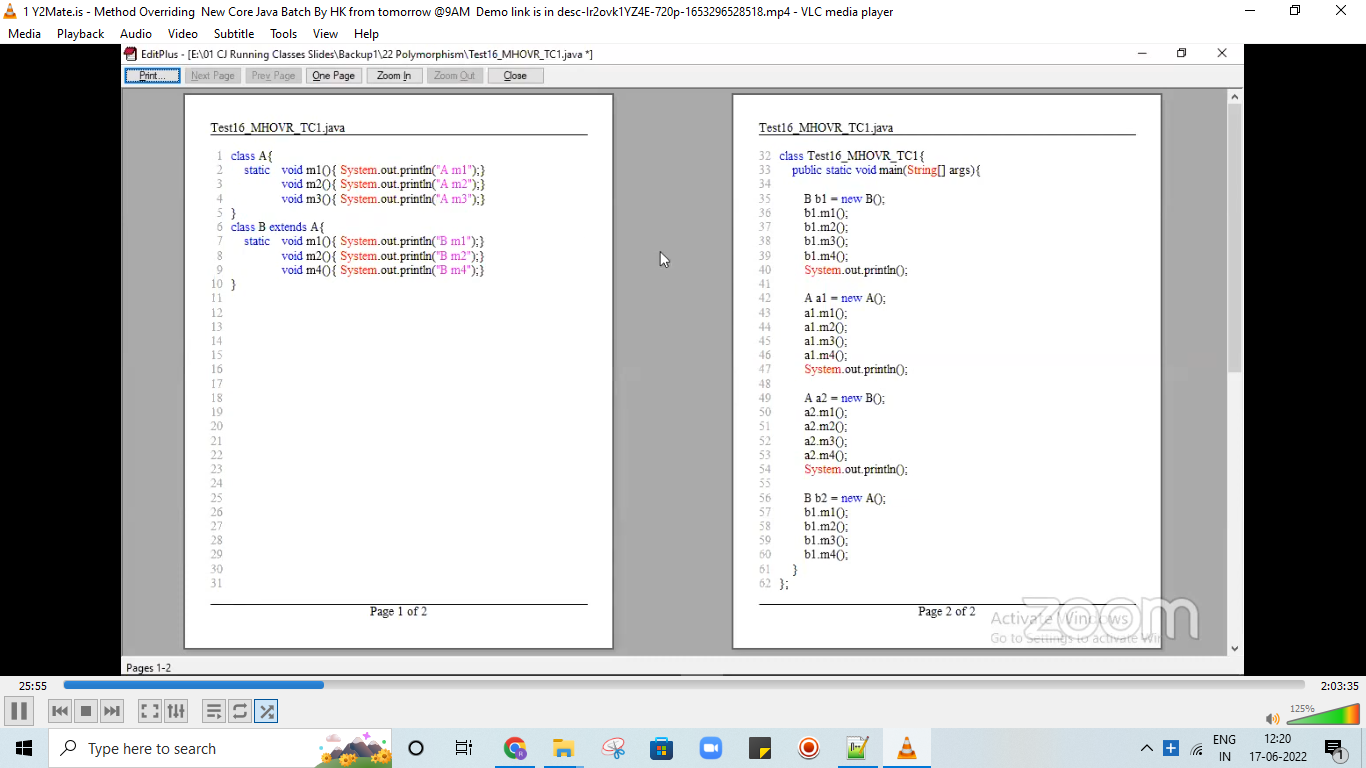 1 Y2Mate.is - Method Overriding  New Core Java Batch By HK from tomorrow @9AM  Demo link is in desc-Ir2ovk1YZ4E-720p-1653296528518.mp4 - VLC media player
Media Playback Audio Video Subtitle Tools View Help
EditPlus - [E:\01 CJ Running Classes Slides\Backup1\22 Polymorphism\Test16_MHOVR_TC1.java *]
Print... Next Page Prev Page One Page Zoom In Zoom Out Close
Test16_MHOVR_TC1.java
1 class A{
2 static void m1(){ System.out.println("A m1");}
3 void m2(){ System.out.println("A m2");}
4 void m3(){ System.out.println("A m3");}
5 }
6 class B extends A{
7 static void m1(){ System.out.println("B m1");}
8 void m2(){ System.out.println("B m2");}
9 void m4(){ System.out.println("B m4");}
10 }
11
12
13
14
15
16
17
18
19
20
21
22
23
24
25
26
27
28
29
30
31
Page 1 of 2
Test16_MHOVR_TC1.java
32 class Test16_MHOVR_TC1{
33 public static void main(String[] args){
34
35 B b1 = new B();
36 b1.m1();
37 b1.m2();
38 b1.m3();
39 b1.m4();
40 System.out.println();
41
42 A a1 = new A();
43 a1.m1();
44 a1.m2();
45 a1.m3();
46 a1.m4();
47 System.out.println();
48
49 A a2 = new B();
50 a2.m1();
51 a2.m2();
52 a2.m3();
53 a2.m4();
54 System.out.println();
55
56 B b2 = new A();
57 b1.m1();
58 b1.m2();
59 b1.m3();
60 b1.m4();
61 }
62 };
Page 2 of 2
zoom
Activate Windows
Go to Settings to activate Win
Pages 1-2
25:55
2:03:35
125%
Type here to search
ENG
IN
12:20
17-06-2022
1